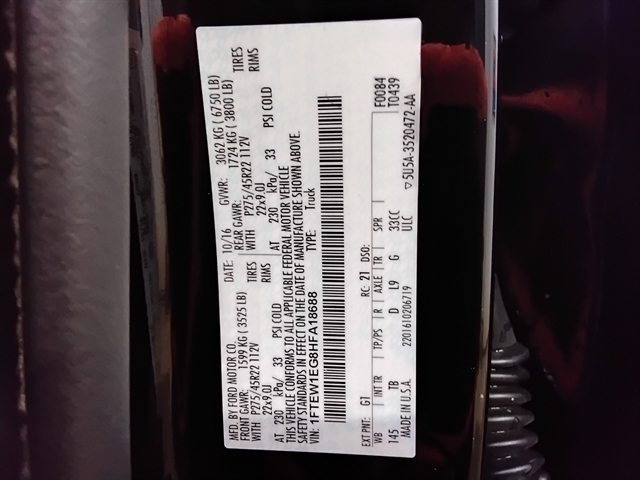 MFD. BY FORD MOTOR CO.
DATE: 10/16 GVWR: 3062 KG ( 6750 LB)
FRONT GAWR: 1599 KG ( 3525 LB) REAR GAWR: 1724 KG ( 3800 LB)
WITH P275/45R22 112V TIRES WITH P275/45R22 112V TIRES
22x9.0J RIMS 22x9.0J RIMS
AT 230 kPa/ 33 PSI COLD AT 230 kPa/ 33 PSI COLD
THIS VEHICLE CONFORMS TO ALL APPLICABLE FEDERAL MOTOR VEHICLE
SAFETY STANDARDS IN EFFECT ON THE DATE OF MANUFACTURE SHOWN ABOVE.
VIN: 1FTEW1EG8HFA18688 TYPE: Truck
F0084
T0439
EXT PNT: G1 RC: 21 DSO:
WB INT TR TP/PS R AXLE TR SPR
145 TB D L9 G 33CC
ULC
MADE IN U.S.A. 2201610206719
▽ 5U5A-3520472-AA